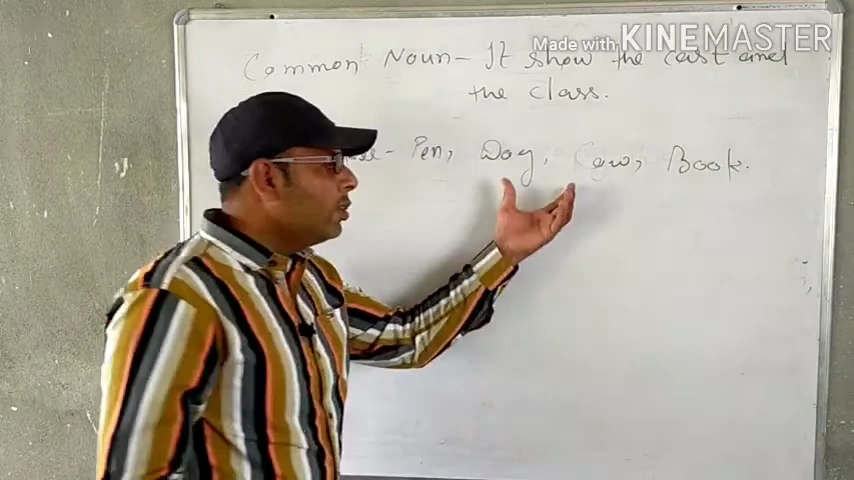 Made with KINEMASTER
Common Noun- It show the cast and
the class.
- Pen, Dog, Cow, Book.